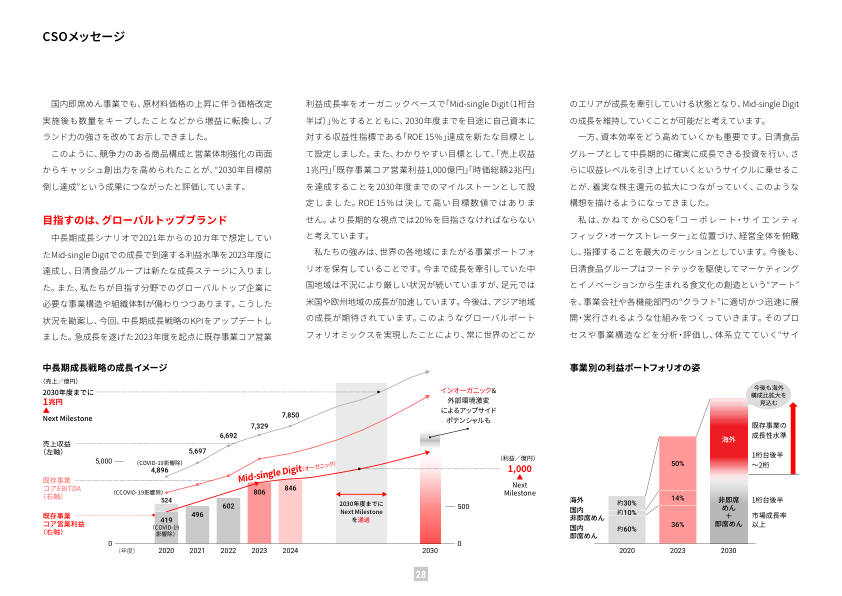 CSOメッセージ
国内即席めん事業でも、原材料価格の上昇に伴う価格改定
実施後も数量をキープしたことなどから増益に転換し、ブ
ランド力の強さを改めてお示しできました。
このように、競争力のある商品構成と営業体制強化の両面
からキャッシュ創出力を高められたことが、“2030年目標前
倒し達成”という成果につながったと評価しています。
目指すのは、グローバルトップブランド
中長期成長シナリオで2021年からの10カ年で想定してい
たMid-single Digitでの成長で到達する利益水準を2023年度に
達成し、日清食品グループは新たな成長ステージに入りまし
た。また、私たちが目指す分野でのグローバルトップ企業に
必要な事業構造や組織体制が備わりつつあります。こうした
状況を勘案し、今回、中長期成長戦略のKPIをアップデートし
ました。急成長を遂げた2023年度を起点に既存事業コア営業
利益成長率をオーガニックベースで「Mid-single Digit（1桁台
半ば）」％とするとともに、2030年度までを目途に自己資本に
対する収益性指標である「ROE 15％」達成を新たな目標とし
て設定しました。また、わかりやすい目標として、「売上収益
1兆円」「既存事業コア営業利益1,000億円」「時価総額2兆円」
を達成することを2030年度までのマイルストーンとして設
定しました。ROE 15％は決して高い目標数値ではありま
せん。より長期的な視点では20％を目指さなければならない
と考えています。
私たちの強みは、世界の各地域にまたがる事業ポートフォ
リオを保有していることです。今まで成長を牽引していた中
国地域は不況により厳しい状況が続いていますが、足元では
米国や欧州地域の成長が加速しています。今後は、アジア地域
の成長が期待されています。このようなグローバルポート
フォリオミックスを実現したことにより、常に世界のどこか
のエリアが成長を牽引していける状態となり、Mid-single Digit
の成長を維持していくことが可能だと考えています。
一方、資本効率をどう高めていくかも重要です。日清食品
グループとして中長期的に確実に成長できる投資を行い、さ
らに収益レベルを引き上げていくというサイクルに乗せるこ
とが、着実な株主還元の拡大につながっていく、このような
構想を描けるようになってきました。
私は、かねてからCSOを「コーポレート・サイエンティ
フィック・オーケストレーター」と位置づけ、経営全体を俯瞰
し、指揮することを最大のミッションとしています。今後も、
日清食品グループはフードテックを駆使してマーケティング
とイノベーションから生まれる食文化の創造という“アート”
を、事業会社や各機能部門の“クラフト”に適切かつ迅速に展
開・実行されるような仕組みをつくっていきます。そのプロ
セスや事業構造などを分析・評価し、体系立てていく“サイ
中長期成長戦略の成長イメージ
（売上／億円）
2030年度までに
1兆円
▲
Next Milestone
売上収益
（左軸）
5,000
既存事業
コアEBITDA
（右軸）
既存事業
コア営業利益
（右軸）
0
（年度）
（COVID-19影響除）
4,896
5,697
6,692
7,329
7,850
（COVID-19影響除）
524
419
（COVID-19
影響除）
496
602
806
846
Mid-single Digit（オーガニック）
2030年度までに
Next Milestone
を通過
インオーガニック&
外部環境激変
によるアップサイド
ポテンシャルも
（利益／億円）
1,000
▲
Next
Milestone
500
0
2020
2021
2022
2023
2024
2030
事業別の利益ポートフォリオの姿
今後も海外
構成比拡大を
見込む
海外
既存事業の
成長性水準
1桁台後半
～2桁
50%
14%
36%
海外
国内
非即席めん
国内
即席めん
約30%
約10%
約60%
非即席
めん
＋
即席めん
1桁台後半
市場成長率
以上
2020
2023
2030
28